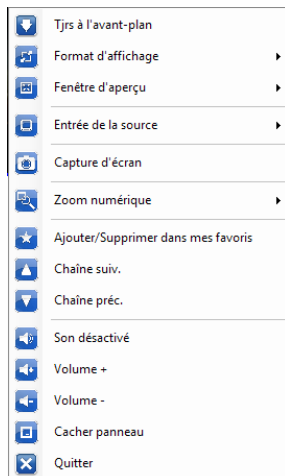 Tjrs à l'avant-plan
Format d'affichage
Fenêtre d'aperçu
Entrée de la source
Capture d'écran
Zoom numérique
Ajouter/Supprimer dans mes favoris
Chaîne suiv.
Chaîne préc.
Son désactivé
Volume +
Volume -
Cacher panneau
Quitter